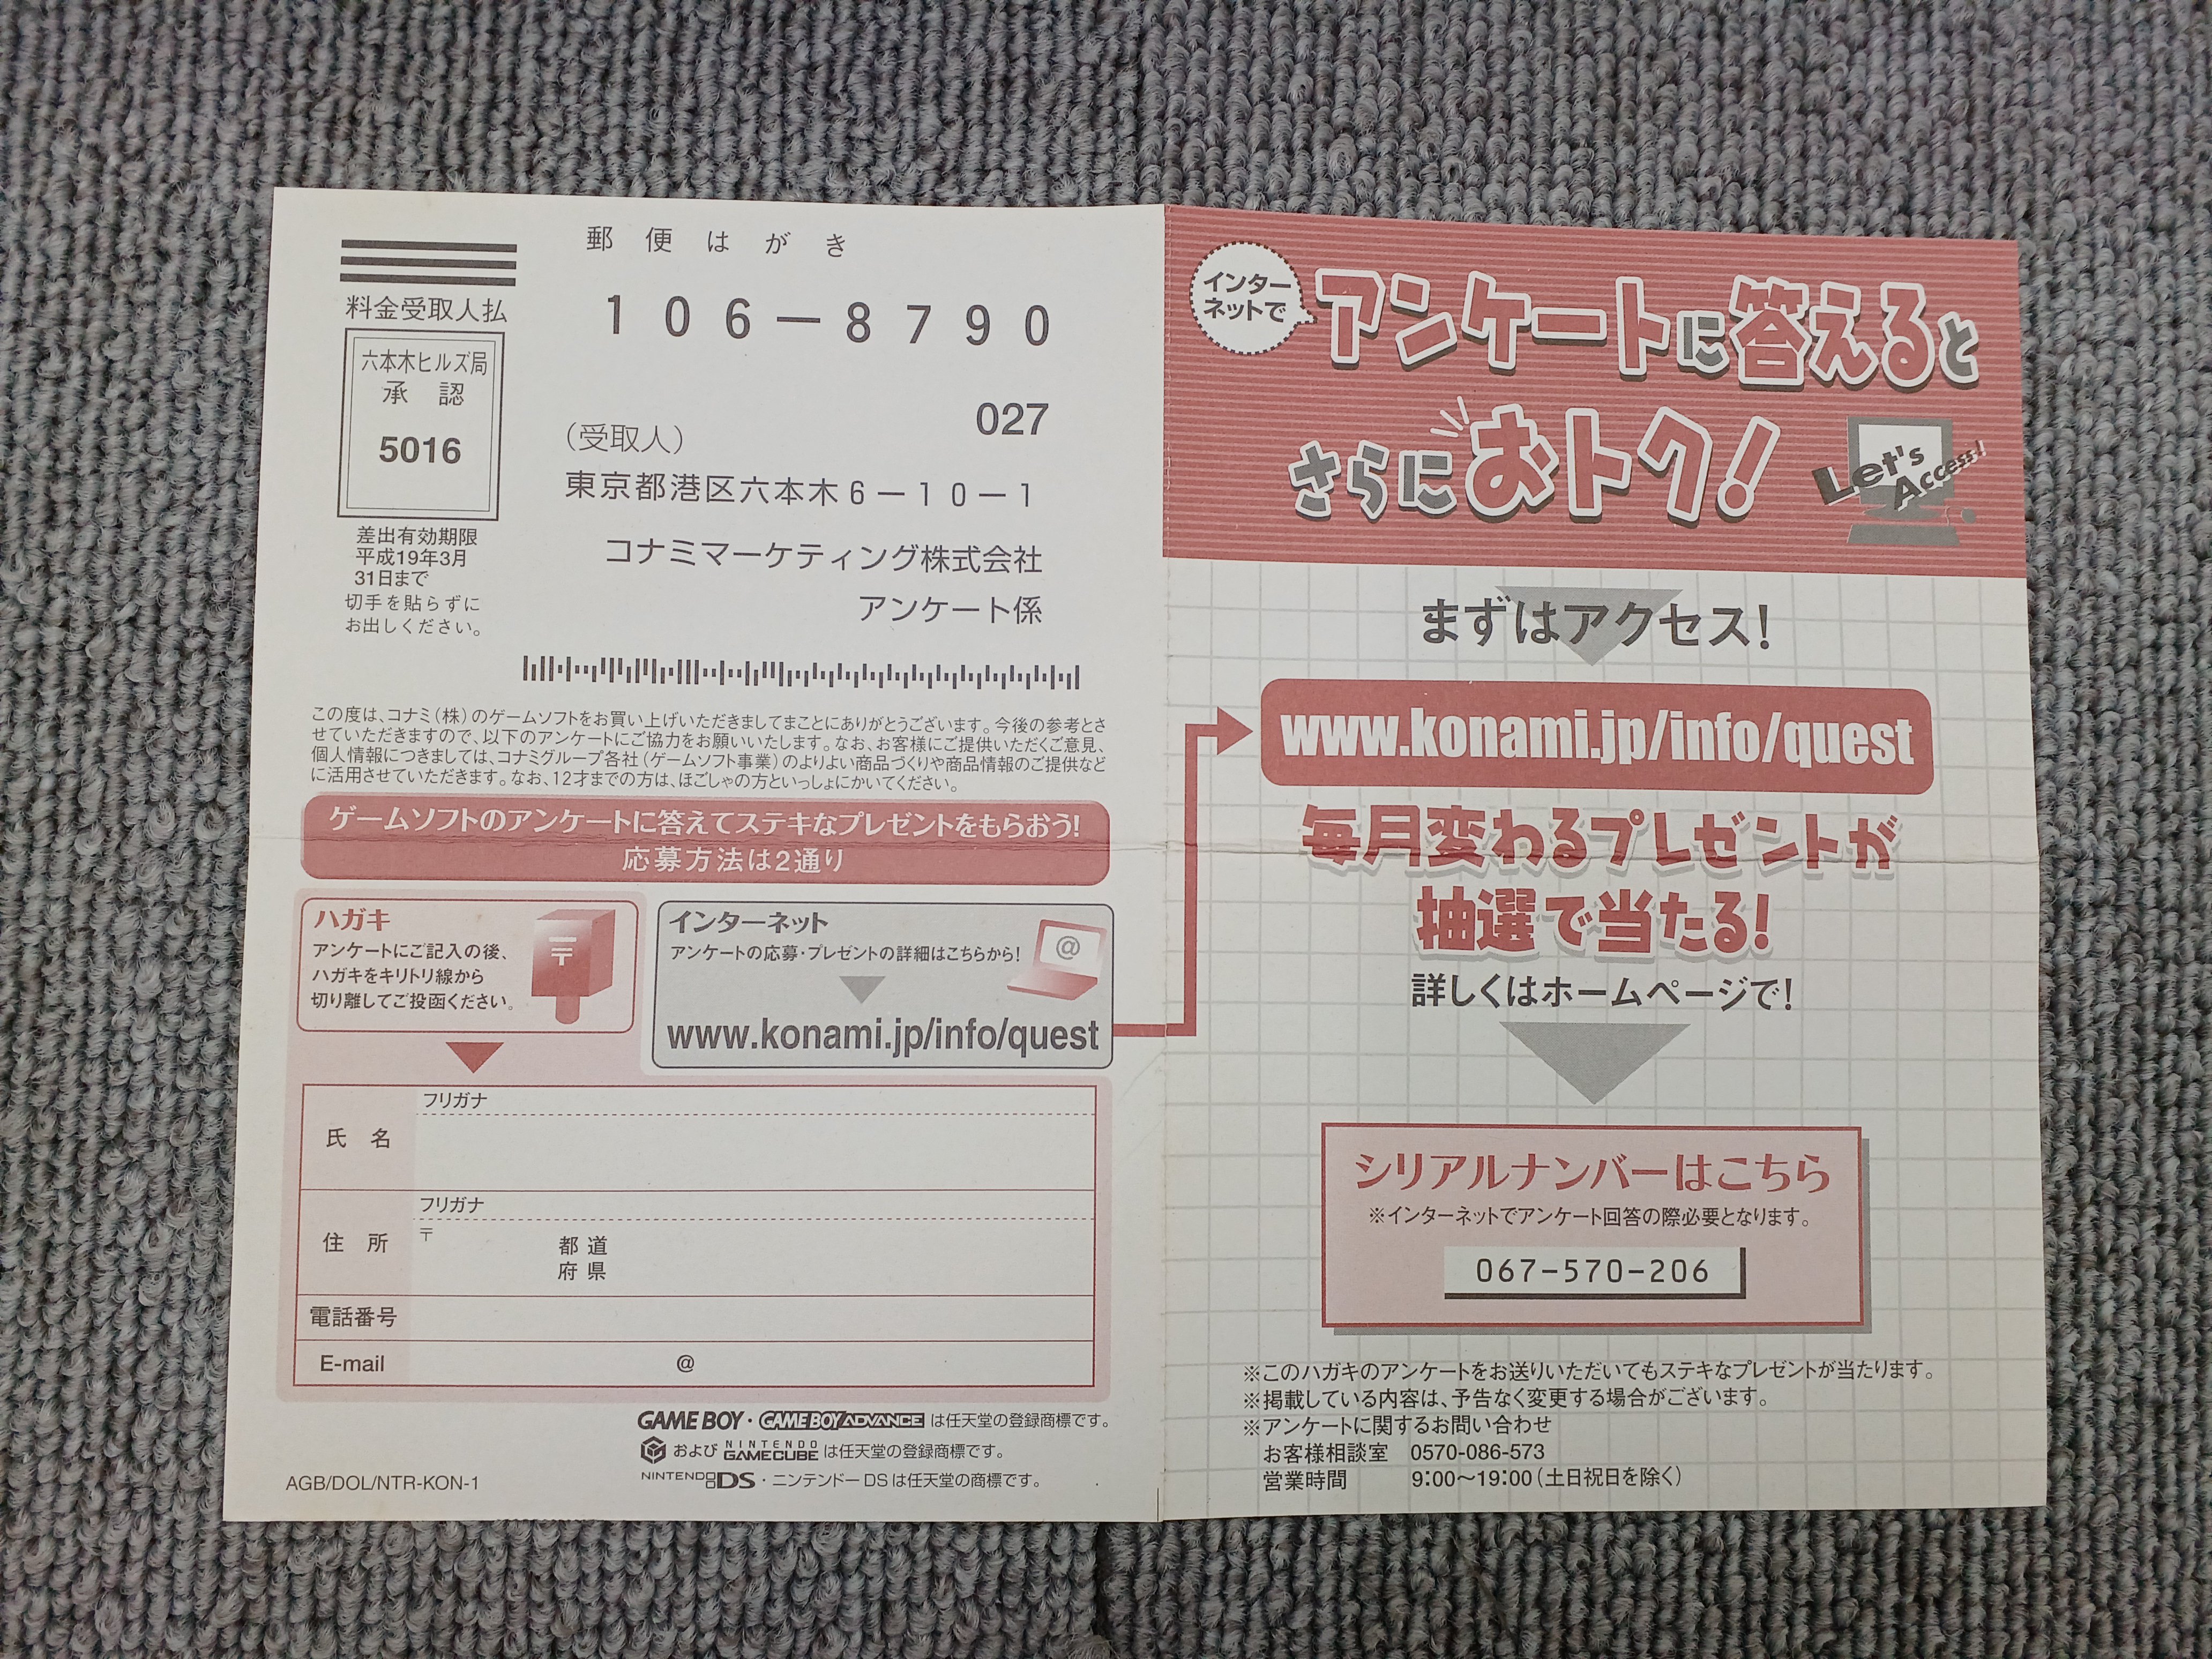 郵便はがき
料金受取人払
106-8790
六本木ヒルズ局
承認
5016
027
(受取人)
東京都港区六本木6-10-1
コナミマーケティング株式会社
アンケート係
差出有効期限
平成19年3月
31日まで
切手を貼らずに
お出しください。
この度は、コナミ(株)のゲームソフトをお買い上げいただきましてまことにありがとうございます。今後の参考とさ
せていただきますので、以下のアンケートにご協力をお願いいたします。なお、お客様にご提供いただくご意見、
個人情報につきましては、コナミグループ各社(ゲームソフト事業)のよりよい商品づくりや商品情報のご提供など
に活用させていただきます。なお、12才までの方は、ほごしゃの方といっしょにかいてください。
ゲームソフトのアンケートに答えてステキなプレゼントをもらおう!
応募方法は2通り
ハガキ
アンケートにご記入の後、
ハガキをキリトリ線から
切り離してご投函ください。
〒
インターネット
アンケートの応募・プレゼントの詳細はこちらから!
@
www.konami.jp/info/quest
フリガナ
氏 名
フリガナ
住 所
〒
都 道
府 県
電話番号
E-mail @
GAME BOY・GAME BOY ADVANCE は任天堂の登録商標です。
および NINTENDO GAMECUBE は任天堂の登録商標です。
NINTENDO DS・ニンテンドーDSは任天堂の商標です。
AGB/DOL/NTR-KON-1
インター
ネットで
アンケートに答えると
さらにおトク!
Let's
Access!
まずはアクセス!
www.konami.jp/info/quest
毎月変わるプレゼントが
抽選で当たる!
詳しくはホームページで!
シリアルナンバーはこちら
※インターネットでアンケート回答の際必要となります。
067-570-206
※このハガキのアンケートをお送りいただいてもステキなプレゼントが当たります。
※掲載している内容は、予告なく変更する場合がございます。
※アンケートに関するお問い合わせ
お客様相談室 0570-086-573
営業時間 9:00~19:00(土日祝日を除く)